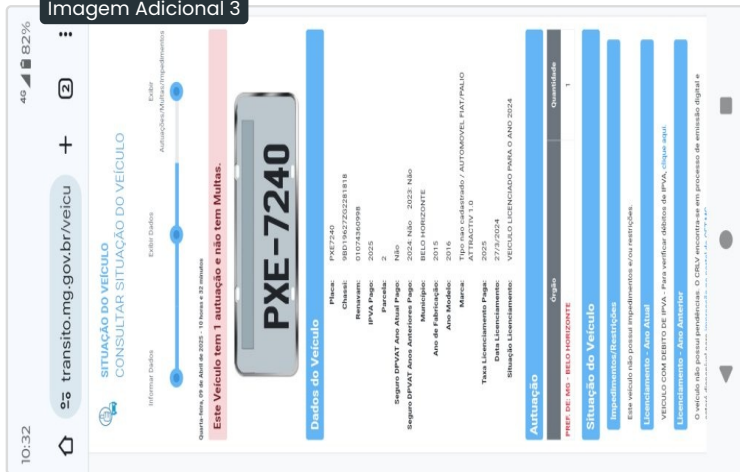 Imagem Adicional 3
10:32
4G 82%
transito.mg.gov.br/veicu
2
SITUAÇÃO DO VEÍCULO
CONSULTAR SITUAÇÃO DO VEÍCULO
Informar Dados
Exibir Dados
Exibir
Autuações/Multas/Impedimentos
Quarta-feira, 09 de Abril de 2025 - 10 horas e 32 minutos
Este Veículo tem 1 autuação e não tem Multas.
PXE-7240
Dados do Veículo
Placa: PXE7240
Chassi: 9BD19627ZG2281818
Renavam: 01074360998
IPVA Pago: 2025
Parcela: 2
Seguro DPVAT Ano Atual Pago: Não
Seguro DPVAT Anos Anteriores Pago: 2024: Não 2023: Não
Município: BELO HORIZONTE
Ano de Fabricação: 2015
Ano Modelo: 2016
Marca: Tipo nao cadastrado / AUTOMOVEL FIAT/PALIO
ATTRACTIV 1.0
Taxa Licenciamento Paga: 2025
Data Licenciamento: 27/3/2024
Situação Licenciamento: VEICULO LICENCIADO PARA O ANO 2024
Autuação
Órgão Quantidade
PREF. DE: MG - BELO HORIZONTE 1
Situação do Veículo
Impedimentos/Restrições
Este veículo não possui impedimentos e/ou restrições.
Licenciamento - Ano Atual
VEICULO COM DEBITO DE IPVA - Para verificar débitos de IPVA, clique aqui.
Licenciamento - Ano Anterior
O veículo não possui pendências. O CRLV encontra-se em processo de emissão digital e